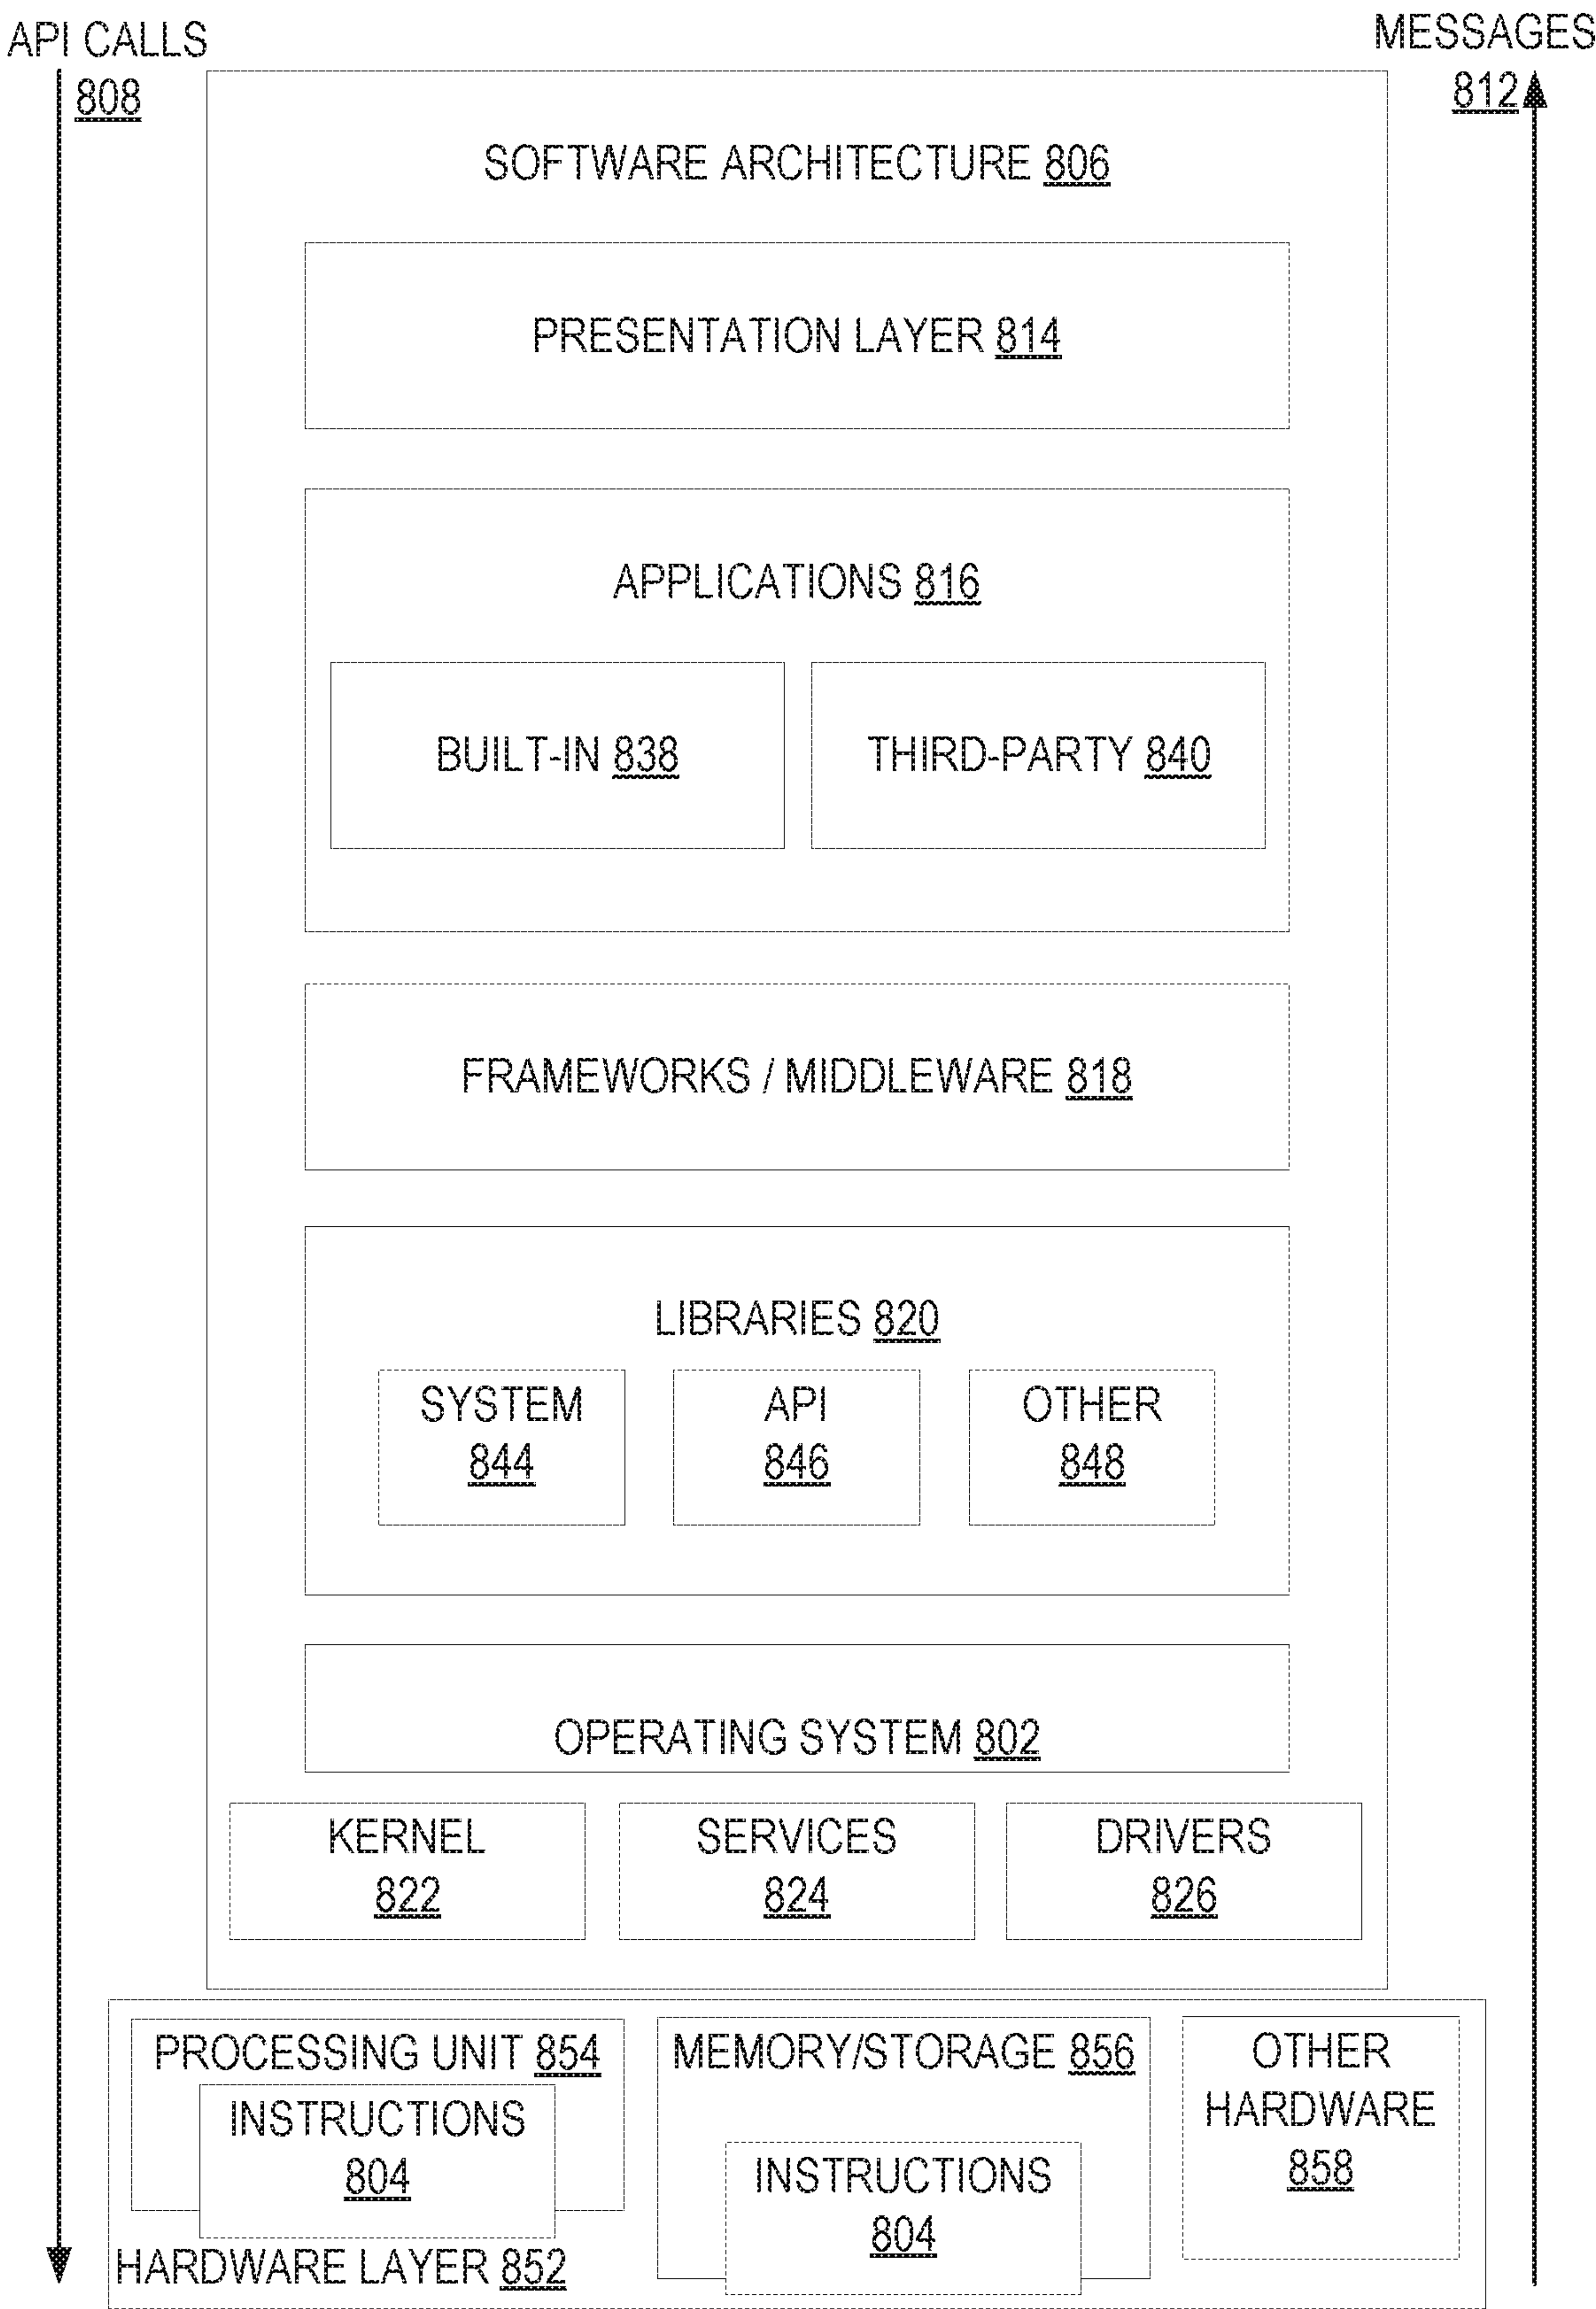 API CALLS
808
MESSAGES
812
SOFTWARE ARCHITECTURE 806
PRESENTATION LAYER 814
APPLICATIONS 816
BUILT-IN 838
THIRD-PARTY 840
FRAMEWORKS / MIDDLEWARE 818
LIBRARIES 820
SYSTEM
844
API
846
OTHER
848
OPERATING SYSTEM 802
KERNEL
822
SERVICES
824
DRIVERS
826
PROCESSING UNIT 854
INSTRUCTIONS
804
MEMORY/STORAGE 856
INSTRUCTIONS
804
OTHER
HARDWARE
858
HARDWARE LAYER 852